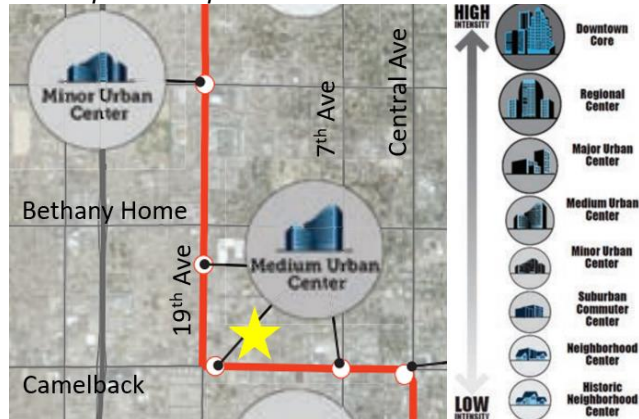 Minor Urban
Center
7th Ave
Central Ave
Bethany Home
19th Ave
Medium Urban
Center
Camelback
HIGH
INTENSITY
Downtown
Core
Regional
Center
Major Urban
Center
Medium Urban
Center
Minor Urban
Center
Suburban
Commuter
Center
Neighborhood
Center
Historic
Neighborhood
Center
LOW
INTENSITY